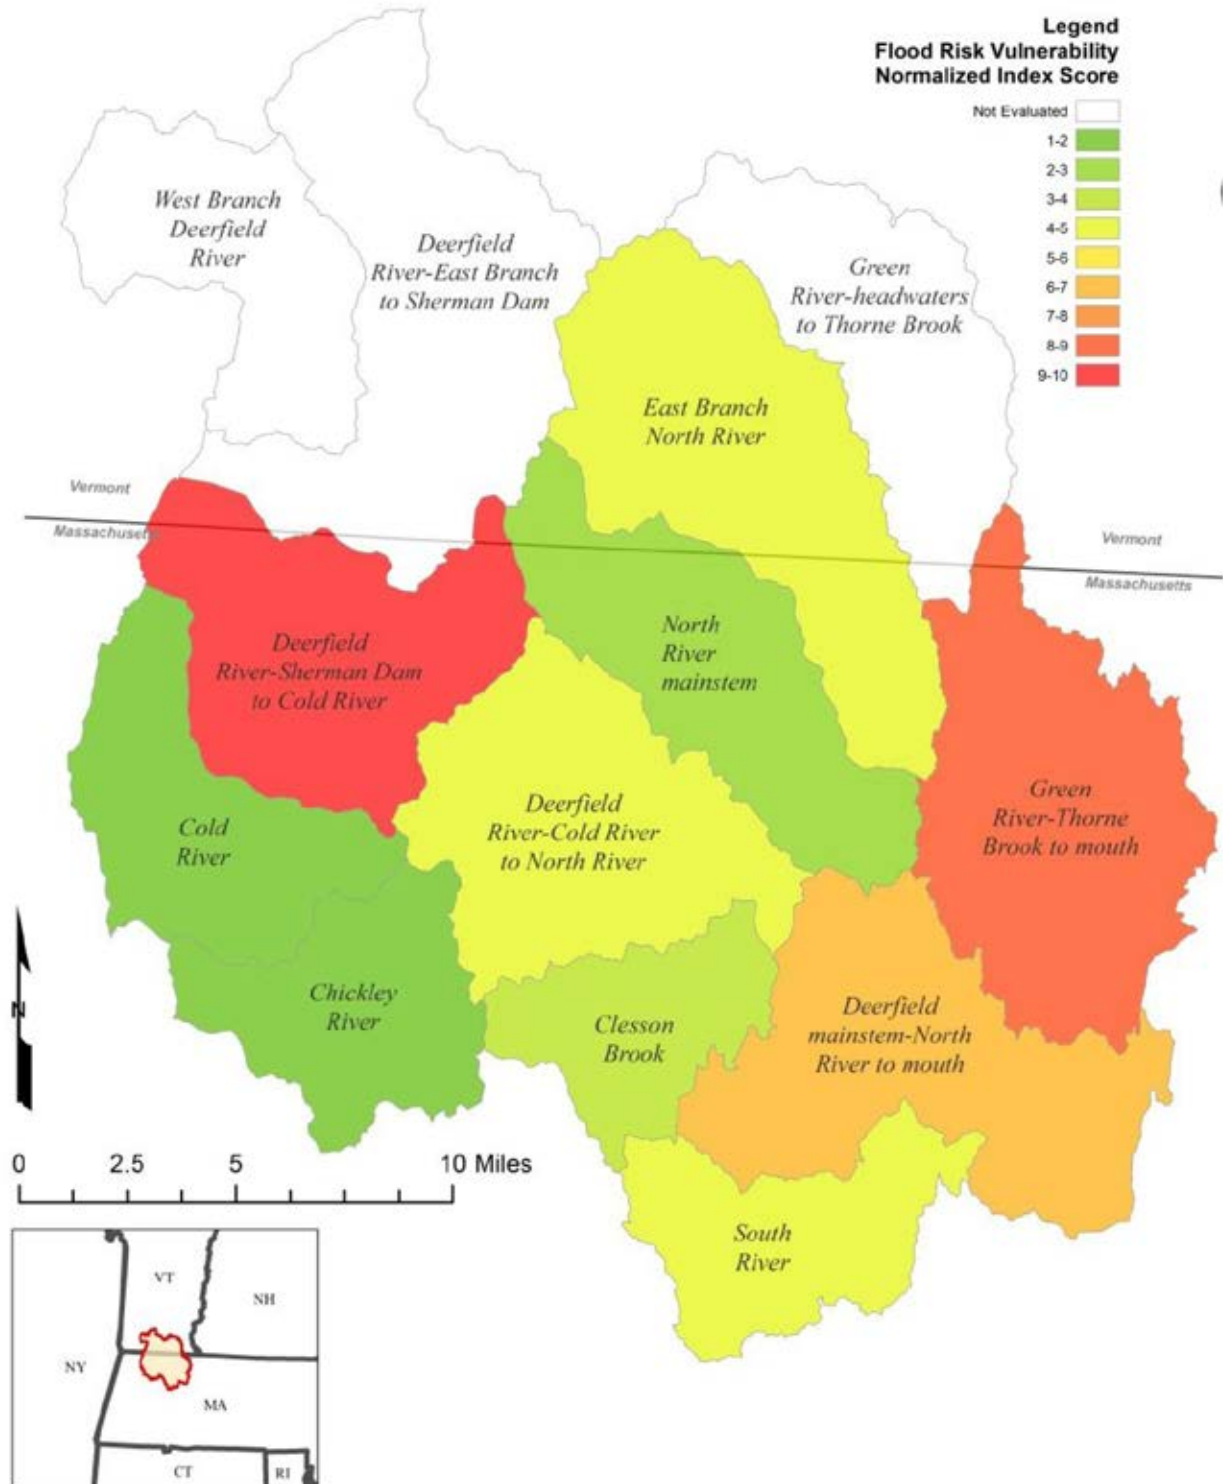 Legend
Flood Risk Vulnerability
Normalized Index Score
Not Evaluated
1-2
2-3
3-4
4-5
5-6
6-7
7-8
8-9
9-10
West Branch
Deerfield
River
Deerfield
River-East Branch
to Sherman Dam
Green
River-headwaters
to Thorne Brook
East Branch
North River
Vermont
Massachusetts
Vermont
Massachusetts
Deerfield
River-Sherman Dam
to Cold River
North
River
mainstem
Green
River-Thorne
Brook to mouth
Cold
River
Deerfield
River-Cold River
to North River
Chickley
River
Clesson
Brook
Deerfield
mainstem-North
River to mouth
South
River
N
0 2.5 5 10 Miles
VT
NH
NY
MA
CT
RI